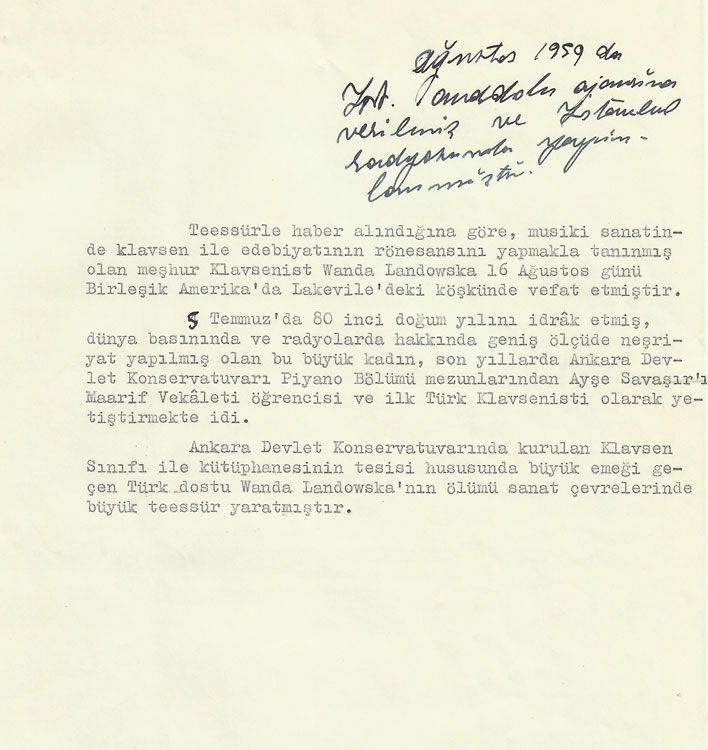 Ağustos 1959 da
İst. Anadolu ajansına
verilmiş ve İstanbul
radyosunda yayın-
lanmıştı.
Teessürle haber alındığına göre, musiki sanatin-
de klavsen ile edebiyatının rönesansını yapmakla tanınmış
olan meşhur Klavsenist Wanda Landowska 16 Ağustos günü
Birleşik Amerika'da Lakevile'deki köşkünde vefat etmiştir.
5 Temmuz'da 80 inci doğum yılını idrâk etmiş,
dünya basınında ve radyolarda hakkında geniş ölçüde neşri-
yat yapılmış olan bu büyük kadın, son yıllarda Ankara Dev-
let Konservatuvarı Piyano Bölümü mezunlarından Ayşe Savaşır'ı
Maarif Vekâleti öğrencisi ve ilk Türk Klavsenisti olarak ye-
tiştirmekte idi.
Ankara Devlet Konservatuvarında kurulan Klavsen
Sınıfı ile kütüphanesinin tesisi hususunda büyük emeği ge-
çen Türk dostu Wanda Landowska'nın ölümü sanat çevrelerinde
büyük teessür yaratmıştır.